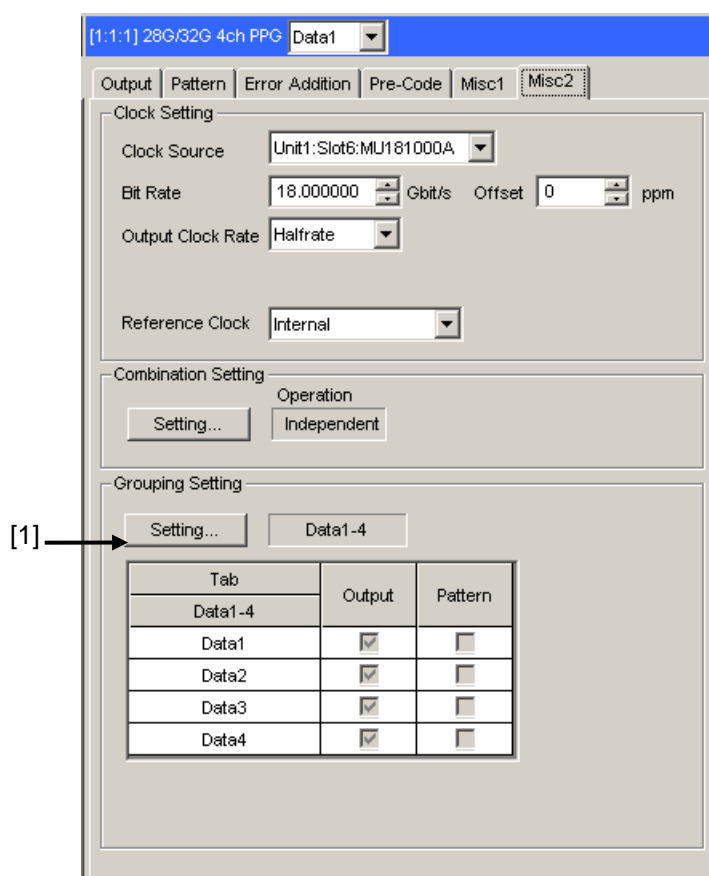 [1:1:1] 28G/32G 4ch PPG Data1
Output Pattern Error Addition Pre-Code Misc1 Misc2
Clock Setting
Clock Source Unit1:Slot6:MU181000A
Bit Rate 18.000000 Gbit/s Offset 0 ppm
Output Clock Rate Halfrate
Reference Clock Internal
Combination Setting
Operation
Setting... Independent
Grouping Setting
[1] Setting... Data1-4
Tab Output Pattern
Data1-4
Data1
Data2
Data3
Data4